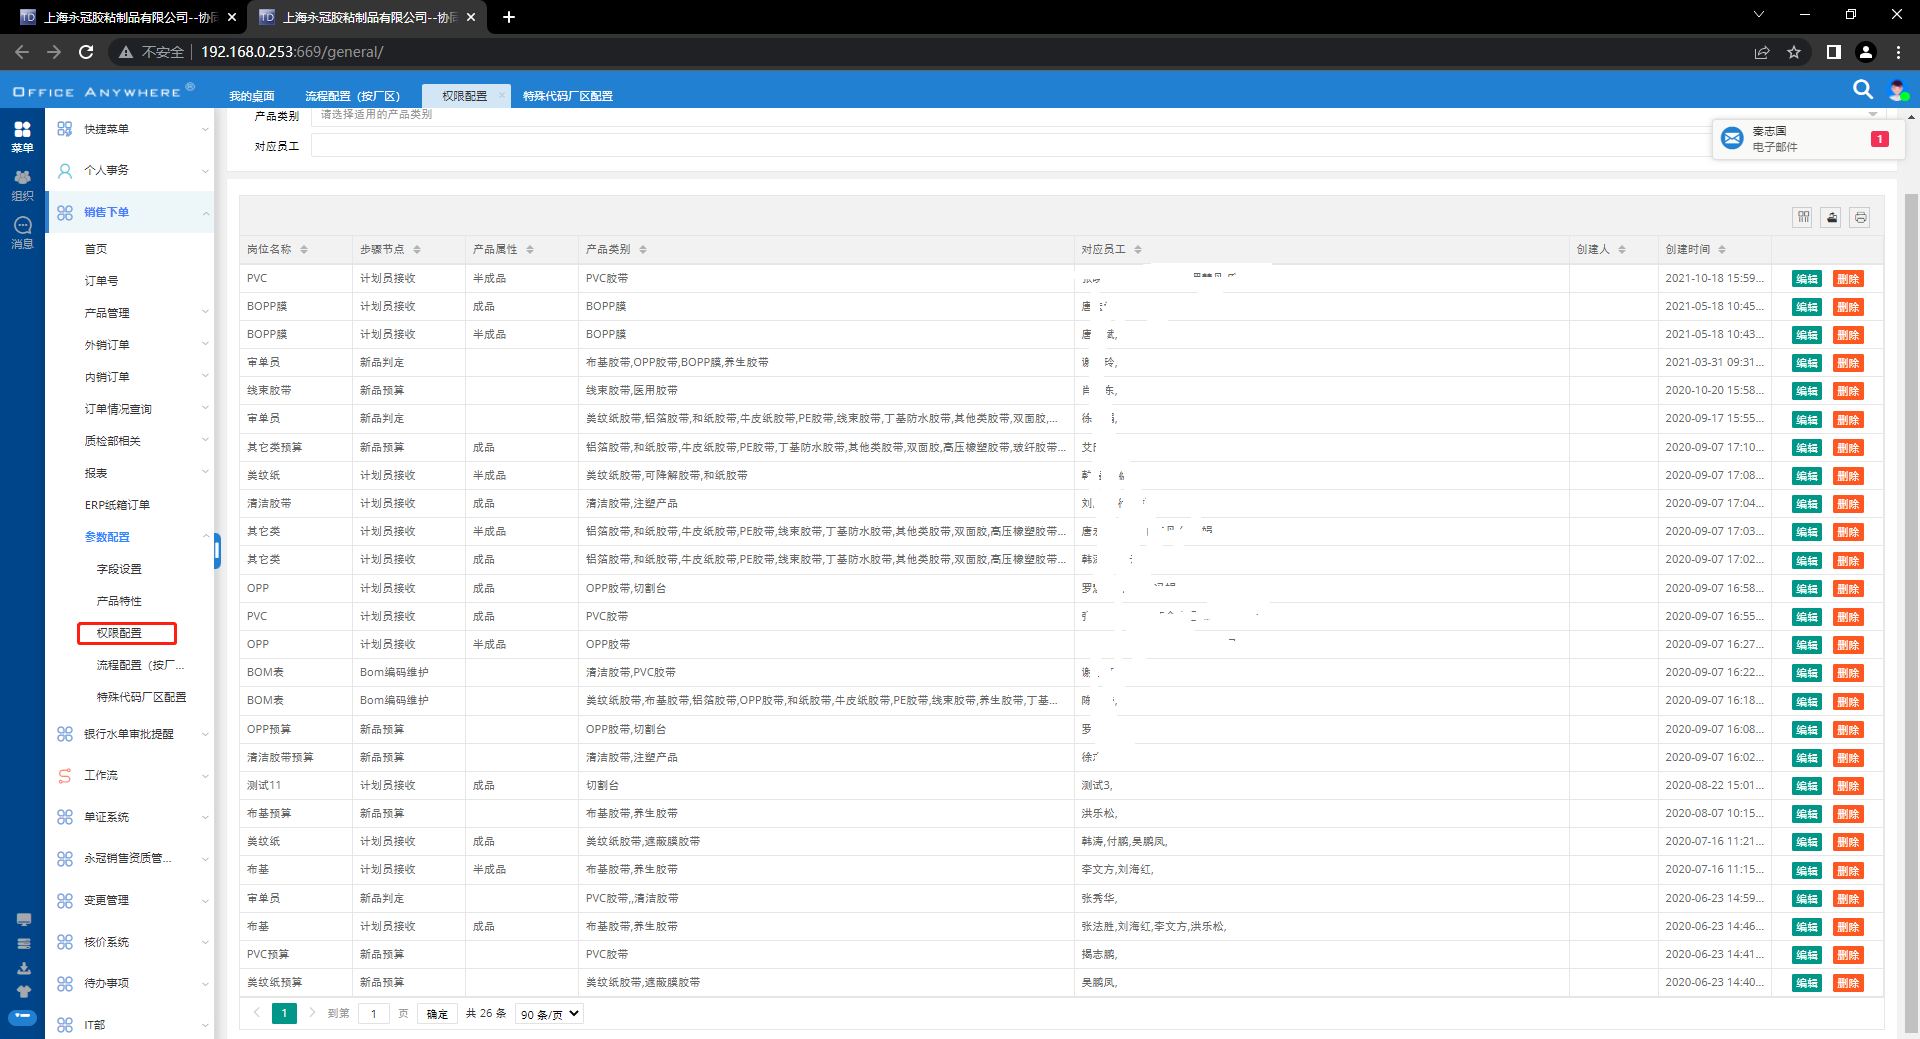 上海永冠胶粘制品有限公司--协同
上海永冠胶粘制品有限公司--协同
不安全 192.168.0.253:669/general/
OFFICE ANYWHERE®
我的桌面 流程配置（按厂区） 权限配置 特殊代码厂区配置
菜单
组织
消息
快捷菜单
个人事务
销售下单
首页
订单号
产品管理
外销订单
内销订单
订单情况查询
质检部相关
报表
ERP纸箱订单
参数配置
字段设置
产品特性
权限配置
流程配置（按厂...
特殊代码厂区配置
银行水单审批提醒
工作流
单证系统
永冠销售资质管...
变更管理
核价系统
待办事项
IT部
产品类别 请选择适用的产品类别
对应员工
秦志国
电子邮件
1
岗位名称 步骤节点 产品属性 产品类别 对应员工 创建人 创建时间
PVC 计划员接收 半成品 PVC胶带 2021-10-18 15:59... 编辑 删除
BOPP膜 计划员接收 成品 BOPP膜 唐 2021-05-18 10:45... 编辑 删除
BOPP膜 计划员接收 半成品 BOPP膜 唐 2021-05-18 10:43... 编辑 删除
审单员 新品判定 布基胶带,OPP胶带,BOPP膜,养生胶带 谢 2021-03-31 09:31... 编辑 删除
线束胶带 新品预算 线束胶带,医用胶带 肖 2020-10-20 15:58... 编辑 删除
审单员 新品判定 美纹纸胶带,铝箔胶带,和纸胶带,牛皮纸胶带,PE胶带,线束胶带,丁基防水胶带,其他类胶带,双面胶,... 徐 2020-09-17 15:55... 编辑 删除
其它类预算 新品预算 成品 铝箔胶带,和纸胶带,牛皮纸胶带,PE胶带,丁基防水胶带,其他类胶带,双面胶,高压橡塑胶带,玻纤胶带... 艾 2020-09-07 17:10... 编辑 删除
美纹纸 计划员接收 半成品 美纹纸胶带,可降解胶带,和纸胶带 2020-09-07 17:08... 编辑 删除
清洁胶带 计划员接收 成品 清洁胶带,注塑产品 刘 2020-09-07 17:04... 编辑 删除
其它类 计划员接收 半成品 铝箔胶带,和纸胶带,牛皮纸胶带,PE胶带,线束胶带,丁基防水胶带,其他类胶带,双面胶,高压橡塑胶带... 唐 娟 2020-09-07 17:03... 编辑 删除
其它类 计划员接收 成品 铝箔胶带,和纸胶带,牛皮纸胶带,PE胶带,线束胶带,丁基防水胶带,其他类胶带,双面胶,高压橡塑胶带... 韩 2020-09-07 17:02... 编辑 删除
OPP 计划员接收 成品 OPP胶带,切割台 罗 2020-09-07 16:58... 编辑 删除
PVC 计划员接收 成品 PVC胶带 2020-09-07 16:55... 编辑 删除
OPP 计划员接收 半成品 OPP胶带 2020-09-07 16:27... 编辑 删除
BOM表 Bom编码维护 清洁胶带,PVC胶带 谢 2020-09-07 16:22... 编辑 删除
BOM表 Bom编码维护 美纹纸胶带,布基胶带,铝箔胶带,OPP胶带,和纸胶带,牛皮纸胶带,PE胶带,线束胶带,养生胶带,丁基... 陈 2020-09-07 16:18... 编辑 删除
OPP预算 新品预算 OPP胶带,切割台 罗 2020-09-07 16:08... 编辑 删除
清洁胶带预算 新品预算 清洁胶带,注塑产品 徐 2020-09-07 16:02... 编辑 删除
测试11 计划员接收 成品 切割台 测试3, 2020-08-22 15:01... 编辑 删除
布基预算 新品预算 布基胶带,养生胶带 洪乐松, 2020-08-07 10:15... 编辑 删除
美纹纸 计划员接收 成品 美纹纸胶带,遮蔽膜胶带 韩涛,付鹏,吴鹏凤, 2020-07-16 11:21... 编辑 删除
布基 计划员接收 半成品 布基胶带,养生胶带 李文方,刘海红, 2020-07-16 11:15... 编辑 删除
审单员 新品判定 PVC胶带,,清洁胶带 张秀华, 2020-06-23 14:59... 编辑 删除
布基 计划员接收 成品 布基胶带,养生胶带 张法胜,刘海红,李文方,洪乐松, 2020-06-23 14:46... 编辑 删除
PVC预算 新品预算 PVC胶带 揭志鹏, 2020-06-23 14:41... 编辑 删除
美纹纸预算 新品预算 美纹纸胶带,遮蔽膜胶带 吴鹏凤, 2020-06-23 14:40... 编辑 删除
1 到第 1 页 确定 共 26 条 90 条/页